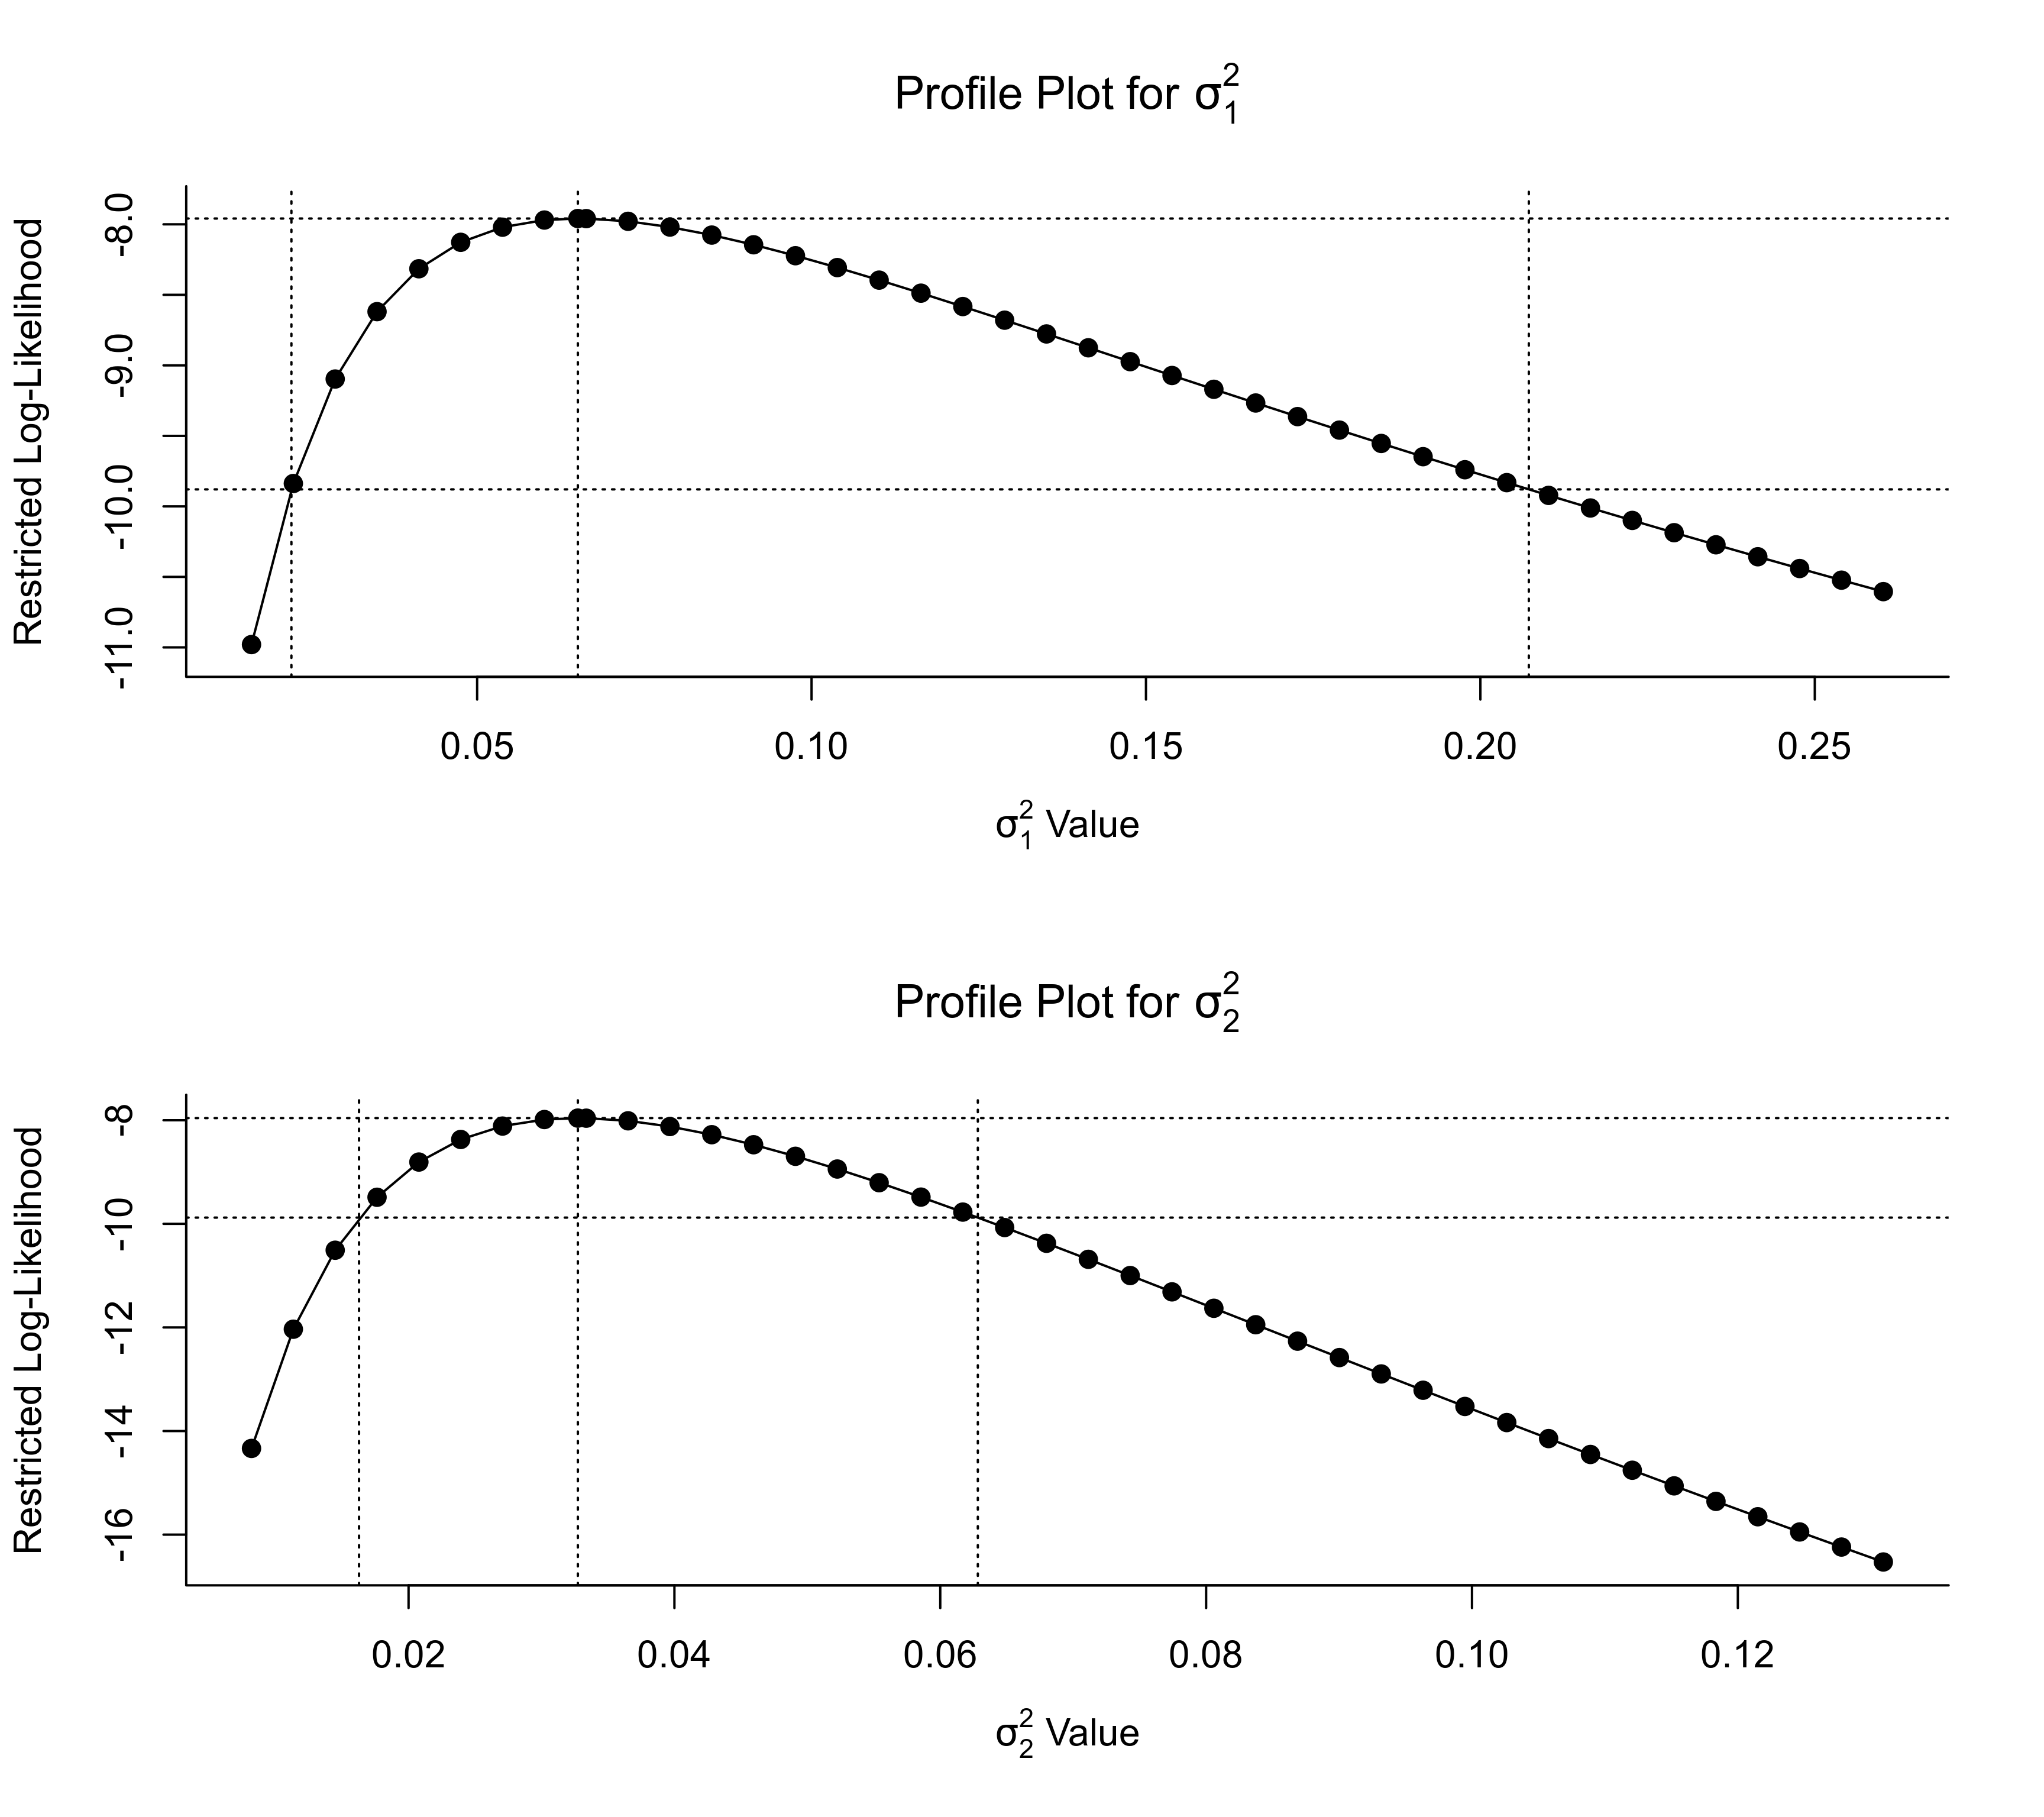 Profile Plot for σ₁²
Restricted Log-Likelihood
-8.0
-9.0
-10.0
-11.0
0.05 0.10 0.15 0.20 0.25
σ₁² Value
Profile Plot for σ₂²
Restricted Log-Likelihood
-8
-10
-12
-14
-16
0.02 0.04 0.06 0.08 0.10 0.12
σ₂² Value